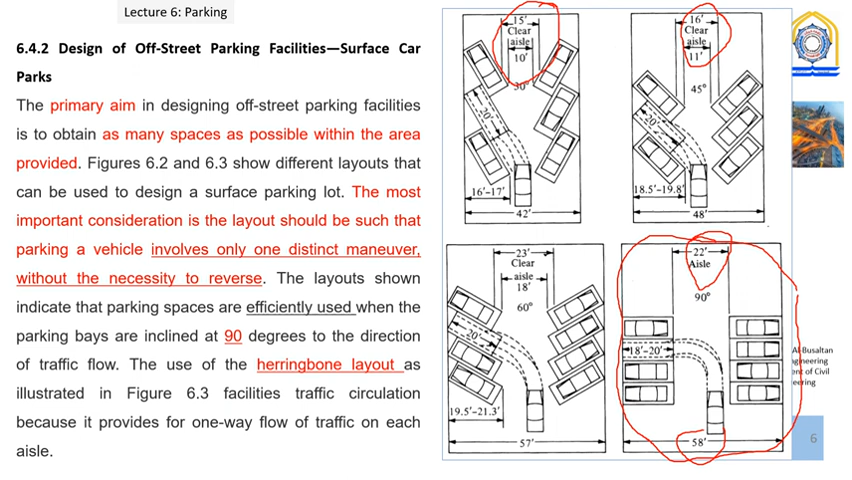 Lecture 6: Parking
6.4.2 Design of Off-Street Parking Facilities—Surface Car
Parks
The primary aim in designing off-street parking facilities
is to obtain as many spaces as possible within the area
provided. Figures 6.2 and 6.3 show different layouts that
can be used to design a surface parking lot. The most
important consideration is the layout should be such that
parking a vehicle involves only one distinct maneuver,
without the necessity to reverse. The layouts shown
indicate that parking spaces are efficiently used when the
parking bays are inclined at 90 degrees to the direction
of traffic flow. The use of the herringbone layout as
illustrated in Figure 6.3 facilities traffic circulation
because it provides for one-way flow of traffic on each
aisle.
15'
Clear
aisle
10'
30°
20'
16'-17'
42'
16'
Clear
aisle
11'
45°
20'
18.5'-19.8'
48'
23'
Clear
aisle
18'
60°
20'
19.5'-21.3'
57'
22'
Aisle
90°
18'-20'
58'
Al-Busaltan
ngineering
ent of Civil
eering
6